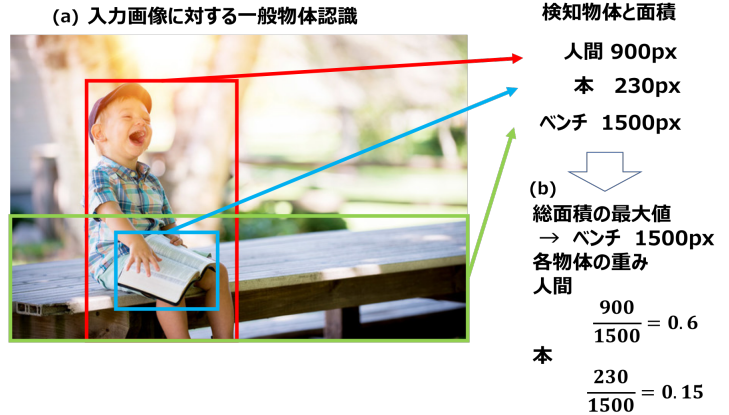 (a) 入力画像に対する一般物体認識
検知物体と面積
人間 900px
本 230px
ベンチ 1500px
(b)
総面積の最大値
→ ベンチ 1500px
各物体の重み
人間
900/1500 = 0.6
本
230/1500 = 0.15